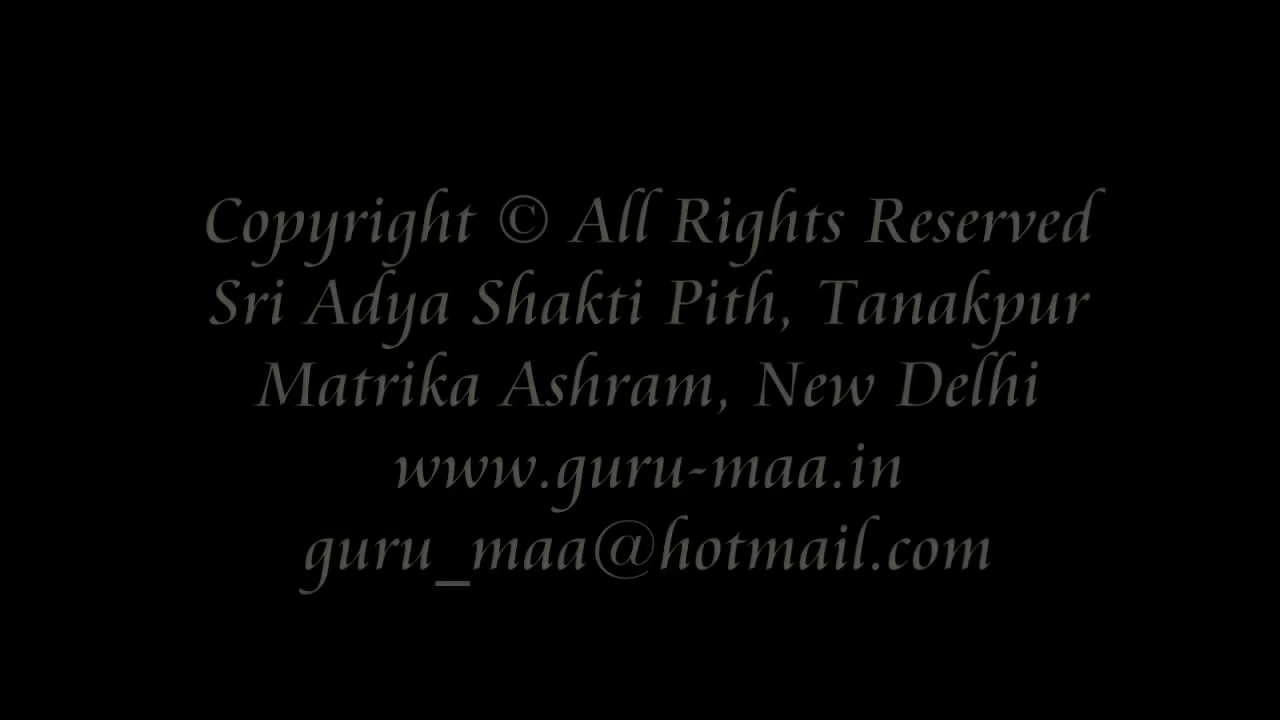 Copyright © All Rights Reserved
Sri Adya Shakti Pith, Tanakpur
Matrika Ashram, New Delhi
www.guru-maa.in
guru_maa@hotmail.com